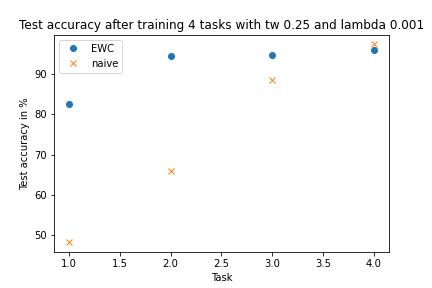 Test accuracy after training 4 tasks with tw 0.25 and lambda 0.001
EWC
naive
90
80
70
60
50
Test accuracy in %
1.0 1.5 2.0 2.5 3.0 3.5 4.0
Task